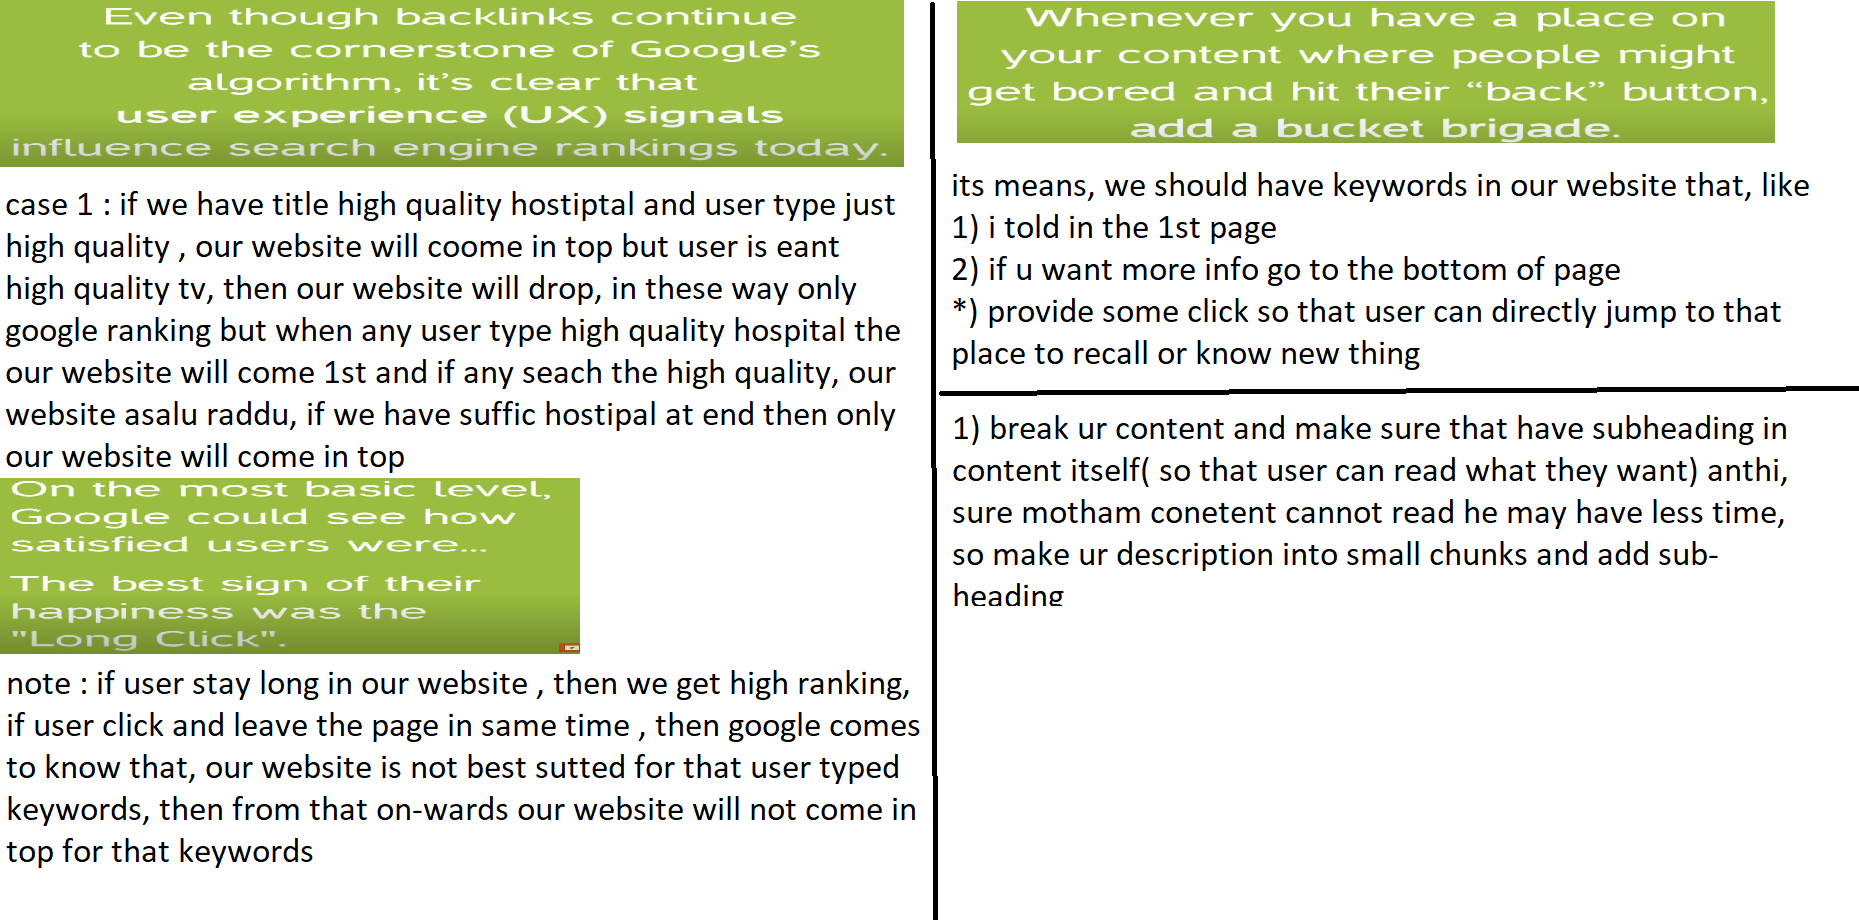 Even though backlinks continue
to be the cornerstone of Google’s
algorithm, it’s clear that
user experience (UX) signals
influence search engine rankings today.
case 1 : if we have title high quality hostiptal and user type just
high quality , our website will coome in top but user is eant
high quality tv, then our website will drop, in these way only
google ranking but when any user type high quality hospital the
our website will come 1st and if any seach the high quality, our
website asalu raddu, if we have suffic hostipal at end then only
our website will come in top
On the most basic level,
Google could see how
satisfied users were...
The best sign of their
happiness was the
"Long Click".
note : if user stay long in our website , then we get high ranking,
if user click and leave the page in same time , then google comes
to know that, our website is not best sutted for that user typed
keywords, then from that on-wards our website will not come in
top for that keywords
Whenever you have a place on
your content where people might
get bored and hit their “back” button,
add a bucket brigade.
its means, we should have keywords in our website that, like
1) i told in the 1st page
2) if u want more info go to the bottom of page
*) provide some click so that user can directly jump to that
place to recall or know new thing
1) break ur content and make sure that have subheading in
content itself( so that user can read what they want) anthi,
sure motham conetent cannot read he may have less time,
so make ur description into small chunks and add sub-
heading